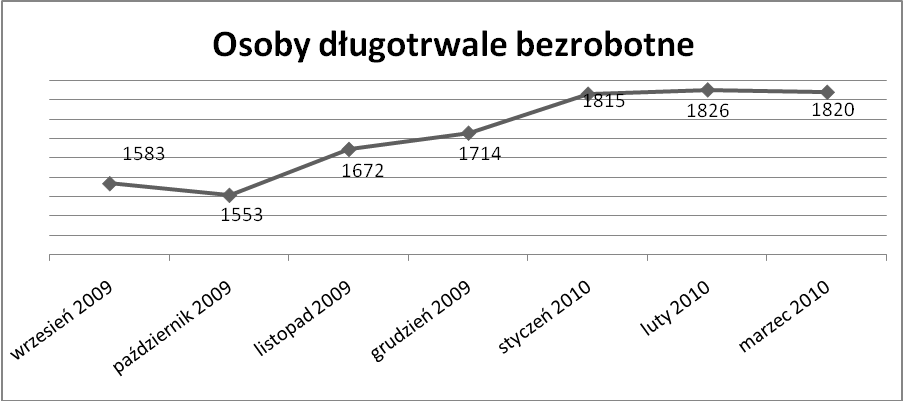 Osoby długotrwale bezrobotne
1583
1553
1672
1714
1815
1826
1820
wrzesień 2009
październik 2009
listopad 2009
grudzień 2009
styczeń 2010
luty 2010
marzec 2010